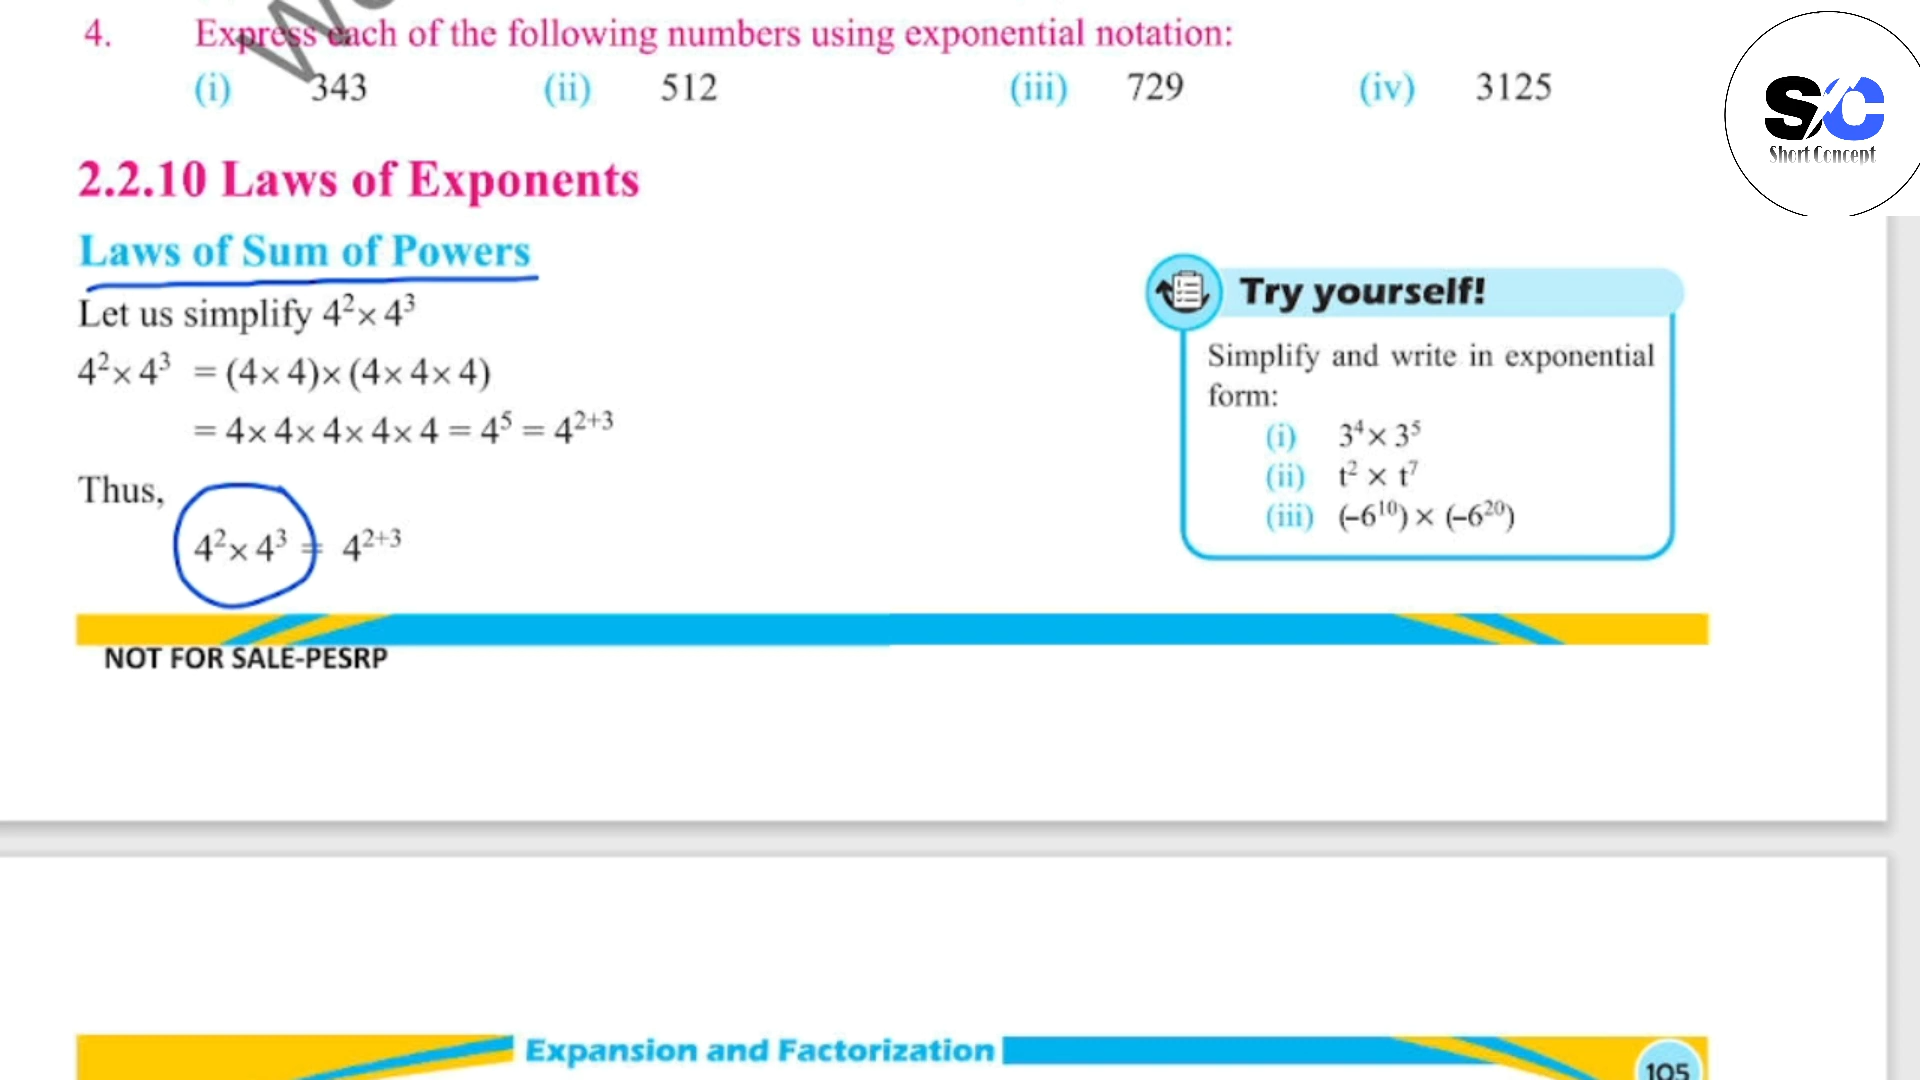 4. Express each of the following numbers using exponential notation:
(i) 343 (ii) 512 (iii) 729 (iv) 3125
SC
Short Concept
2.2.10 Laws of Exponents
Laws of Sum of Powers
Let us simplify 4²× 4³
4²× 4³ = (4× 4)× (4× 4× 4)
= 4× 4× 4× 4× 4 = 4⁵ = 4²⁺³
Thus,
4²× 4³ = 4²⁺³
Try yourself!
Simplify and write in exponential
form:
(i) 3⁴× 3⁵
(ii) t² × t⁷
(iii) (–6¹⁰) × (–6²⁰)
NOT FOR SALE-PESRP
Expansion and Factorization
105